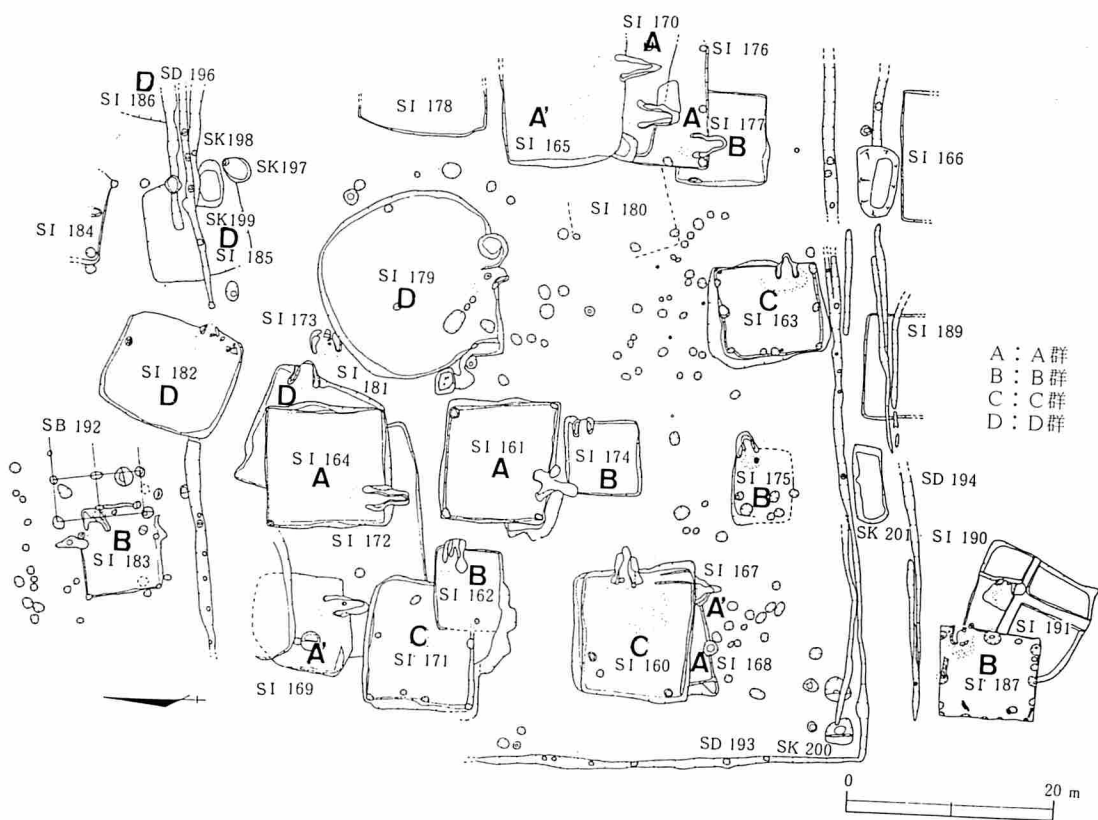 SI 170
A
SI 176
D
SD 196
SI 186
SI 178
A'
SI 165
A'
SI 177
B
SK198
SK197
SI 166
SI 184
SK199
D
SI 185
SI 180
SI 179
D
C
SI 163
SI 173
SI 181
SI 189
SI 182
D
D
A : A群
B : B群
C : C群
D : D群
SB 192
SI 164
A
SI 161
A
SI 174
B
SI 175
B
SD 194
B
SI 183
SI 172
SK 201
SI 190
B
SI 162
SI 167
A'
SI 191
A'
C
SI 171
C
SI 160
A
SI 168
B
SI 187
SI 169
SD 193
SK 200
0
20 m